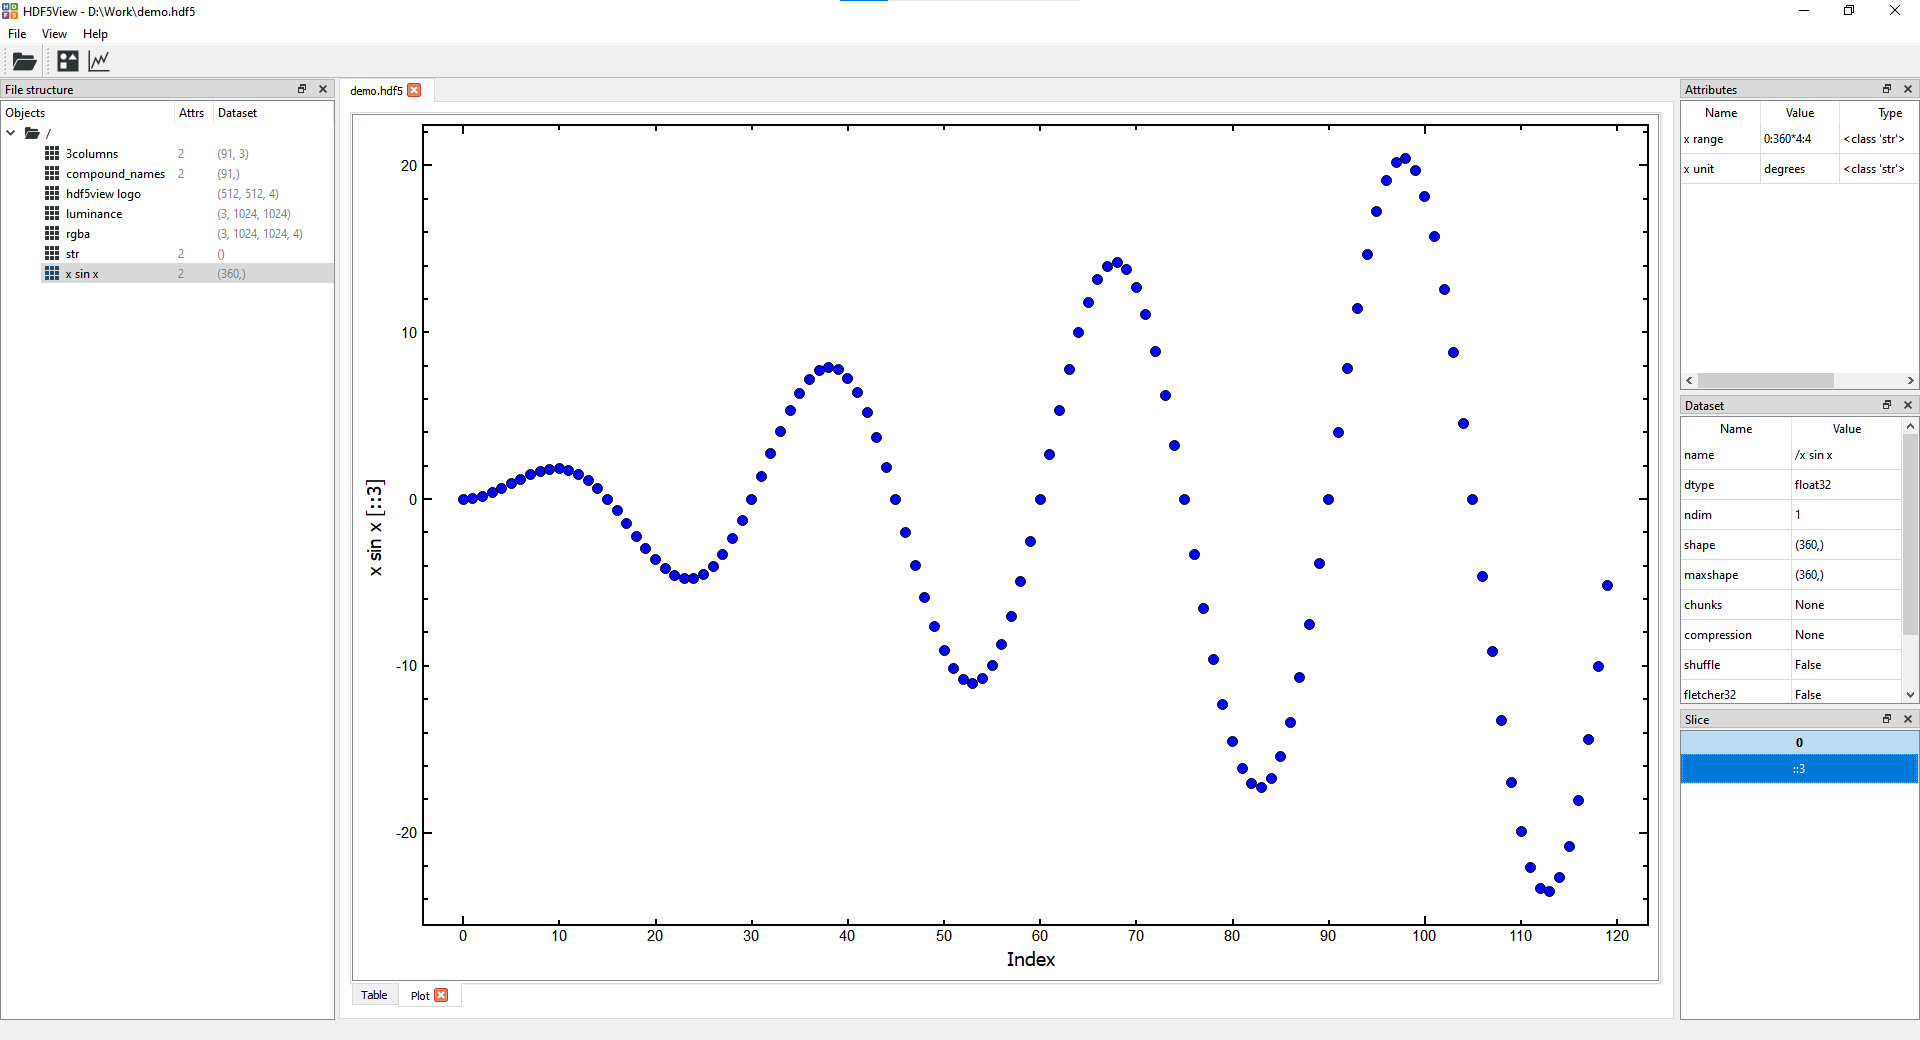 HDF5View - D:\Work\demo.hdf5
File View Help
File structure
Objects Attrs Dataset
/
3columns 2 (91, 3)
compound_names 2 (91,)
hdf5view logo (512, 512, 4)
luminance (3, 1024, 1024)
rgba (3, 1024, 1024, 4)
str 2 ()
x sin x 2 (360,)
demo.hdf5
20
10
0
-10
-20
x sin x [::3]
0 10 20 30 40 50 60 70 80 90 100 110 120
Index
Table Plot
Attributes
Name Value Type
x range 0:360*4:4 <class 'str'>
x unit degrees <class 'str'>
Dataset
Name Value
name /x sin x
dtype float32
ndim 1
shape (360,)
maxshape (360,)
chunks None
compression None
shuffle False
fletcher32 False
Slice
0
::3